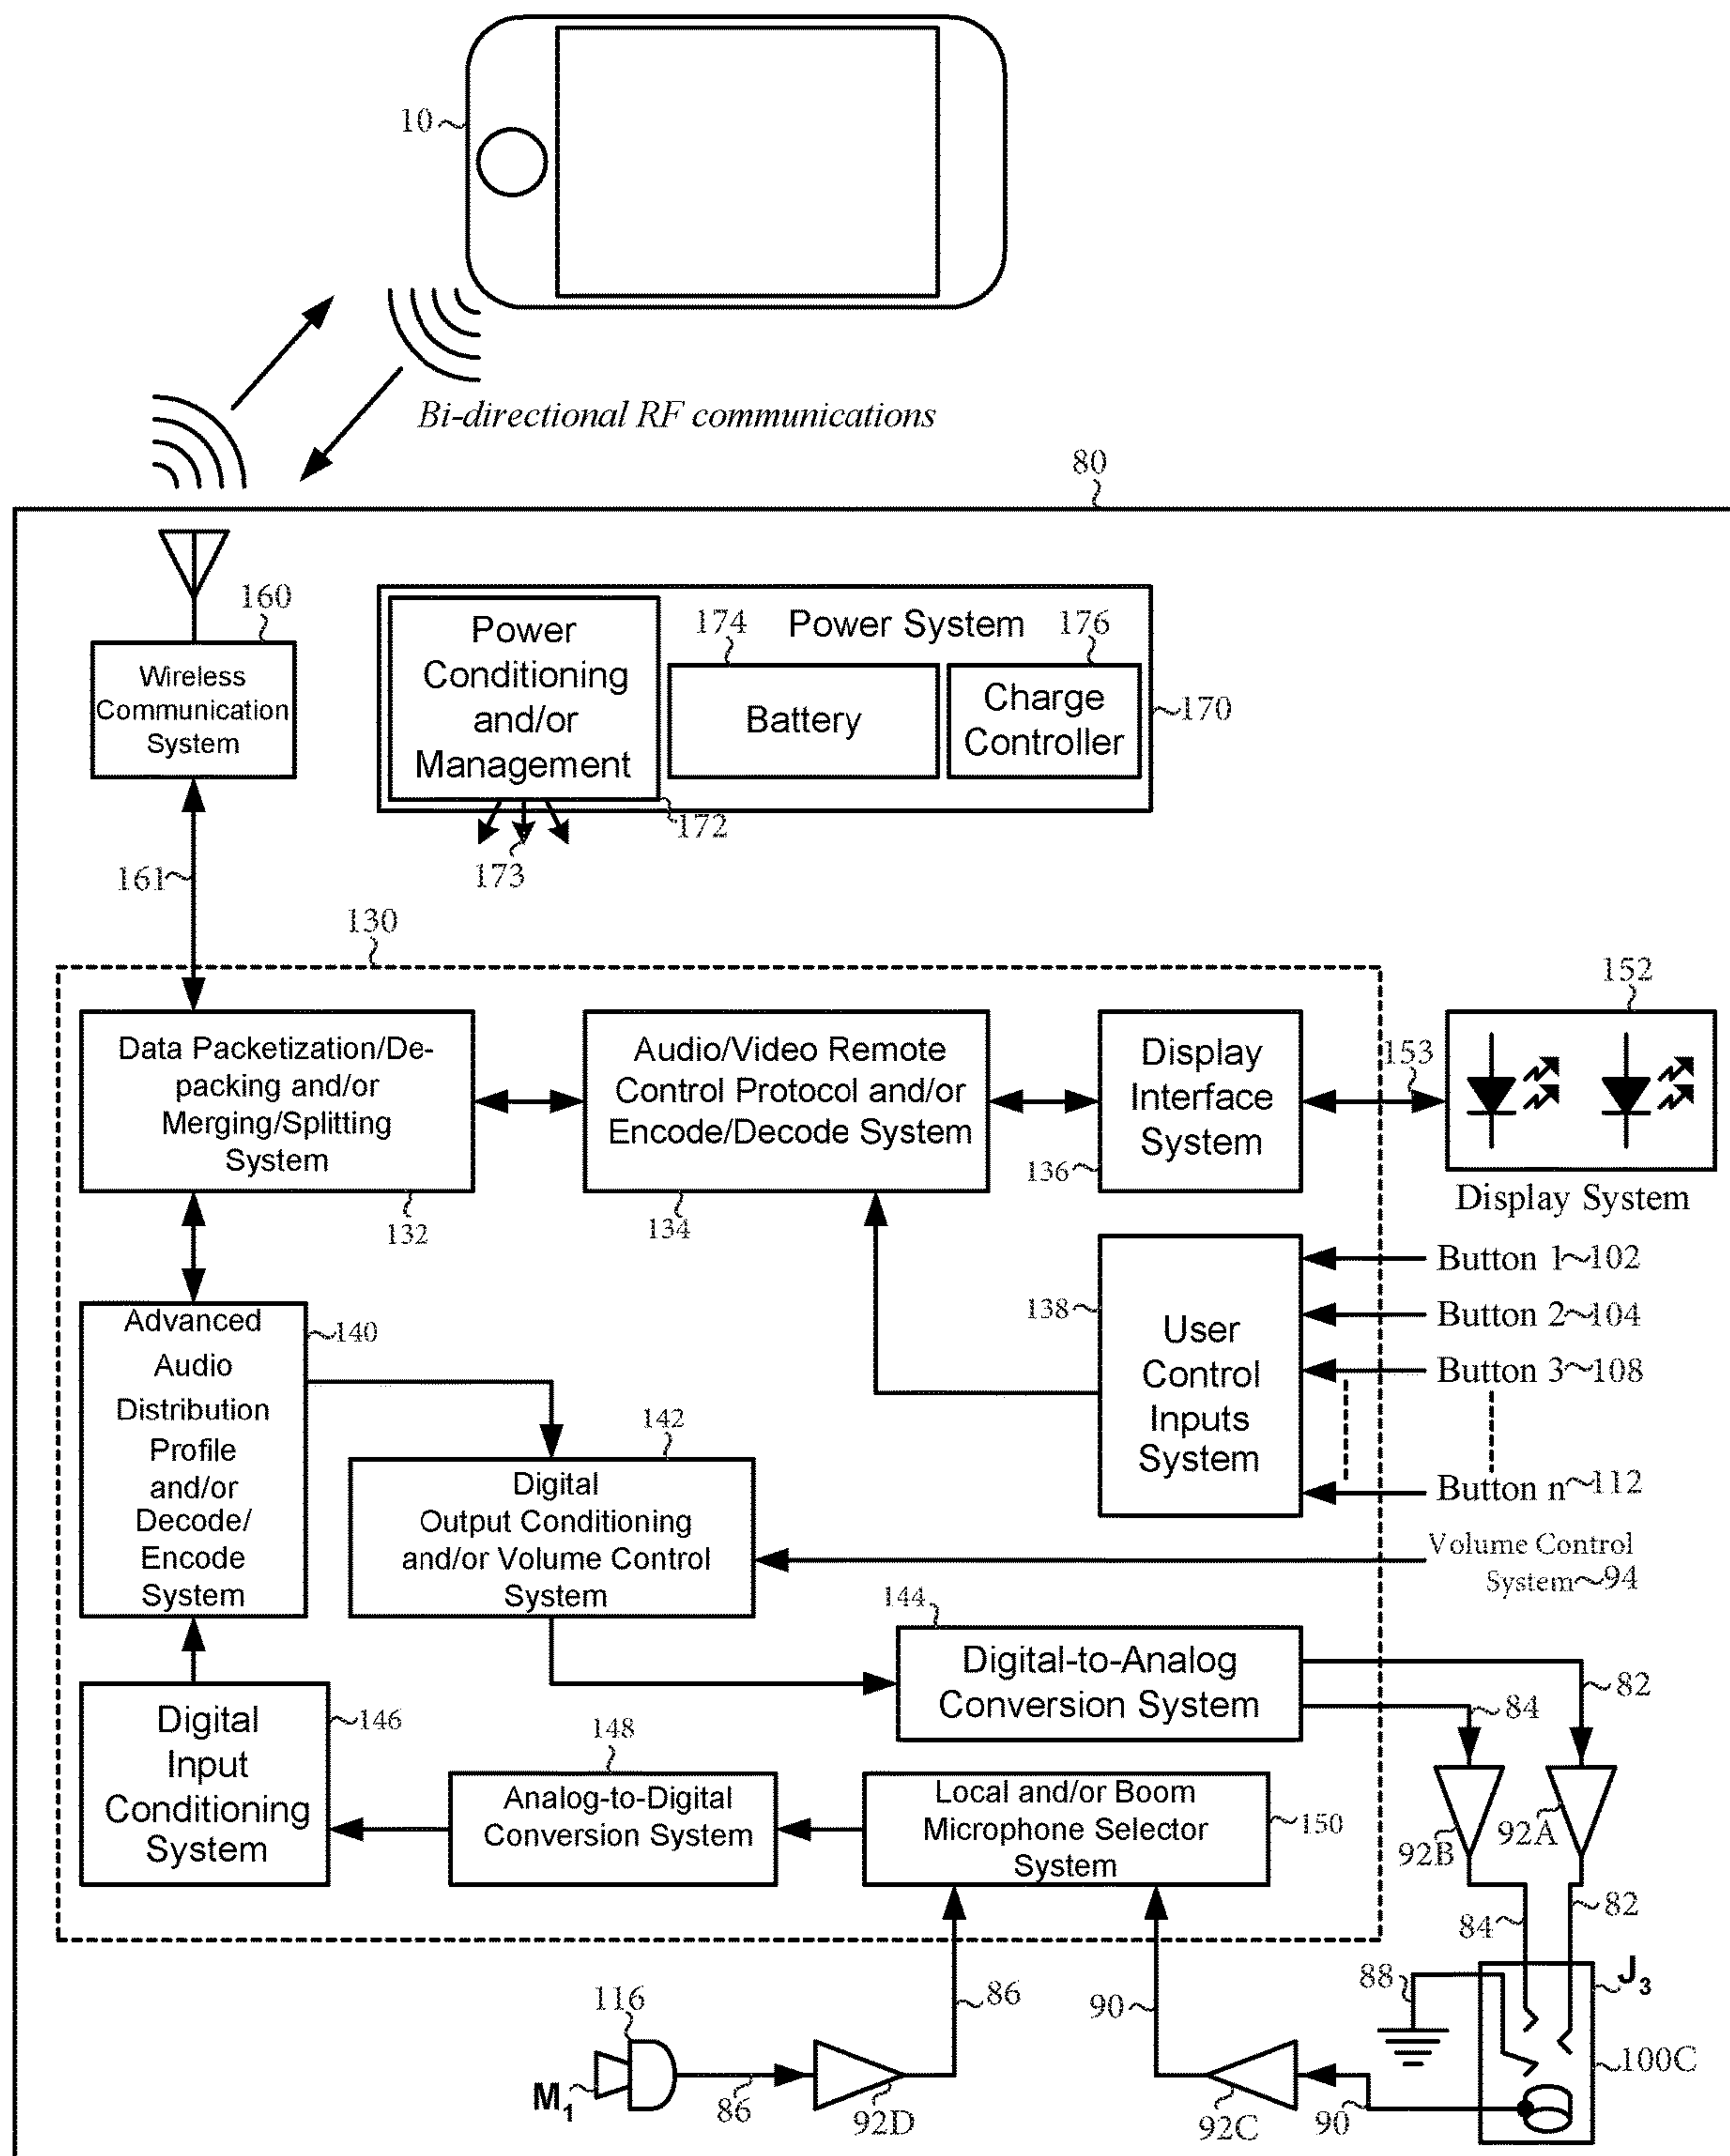 10
Bi-directional RF communications
80
160
Wireless
Communication
System
Power
Conditioning
and/or
Management
Power System
174
Battery
176
Charge
Controller
170
172
173
161
130
Data Packetization/De-
packing and/or
Merging/Splitting
System
132
Audio/Video Remote
Control Protocol and/or
Encode/Decode System
134
Display
Interface
System
136
153
152
Display System
138
User
Control
Inputs
System
Button 1 102
Button 2 104
Button 3 108
Button n 112
Advanced
Audio
Distribution
Profile
and/or
Decode/
Encode
System
140
142
Digital
Output Conditioning
and/or Volume Control
System
Volume Control
System 94
144
Digital-to-Analog
Conversion System
82
84
Digital
Input
Conditioning
System
146
148
Analog-to-Digital
Conversion System
Local and/or Boom
Microphone Selector
System
150
92B
92A
84
82
88
J3
116
86
90
M1
86
92D
92C
90
100C